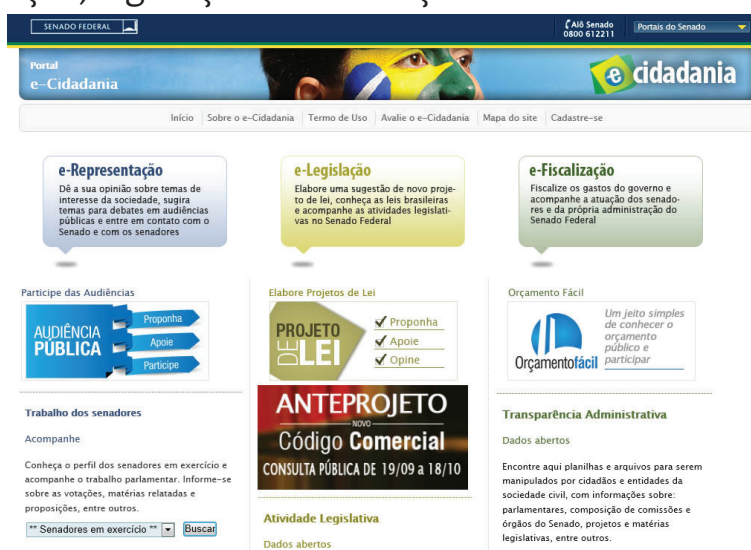 SENADO FEDERAL
Alô Senado
0800 612211
Portais do Senado
Portal
e-Cidadania
e cidadania
Início
Sobre o e-Cidadania
Termo de Uso
Avalie o e-Cidadania
Mapa do site
Cadastre-se
e-Representação
Dê a sua opinião sobre temas de
interesse da sociedade, sugira
temas para debates em audiências
públicas e entre em contato com o
Senado e com os senadores
e-Legislação
Elabore uma sugestão de novo proje-
to de lei, conheça as leis brasileiras
e acompanhe as atividades legislati-
vas no Senado Federal
e-Fiscalização
Fiscalize os gastos do governo e
acompanhe a atuação dos senado-
res e da própria administração do
Senado Federal
Participe das Audiências
AUDIÊNCIA
PÚBLICA
Proponha
Apoie
Participe
Trabalho dos senadores
Acompanhe
Conheça o perfil dos senadores em exercício e
acompanhe o trabalho parlamentar. Informe-se
sobre as votações, matérias relatadas e
proposições, entre outros.
** Senadores em exercício **
Buscar
Elabore Projetos de Lei
PROJETO
DE LEI
Proponha
Apoie
Opine
ANTEPROJETO
NOVO
Código Comercial
CONSULTA PÚBLICA DE 19/09 a 18/10
Atividade Legislativa
Dados abertos
Orçamento Fácil
Orçamentofácil
Um jeito simples
de conhecer o
orçamento
público e
participar
Transparência Administrativa
Dados abertos
Encontre aqui planilhas e arquivos para serem
manipulados por cidadãos e entidades da
sociedade civil, com informações sobre:
parlamentares, composição de comissões e
órgãos do Senado, projetos e matérias
legislativas, entre outros.